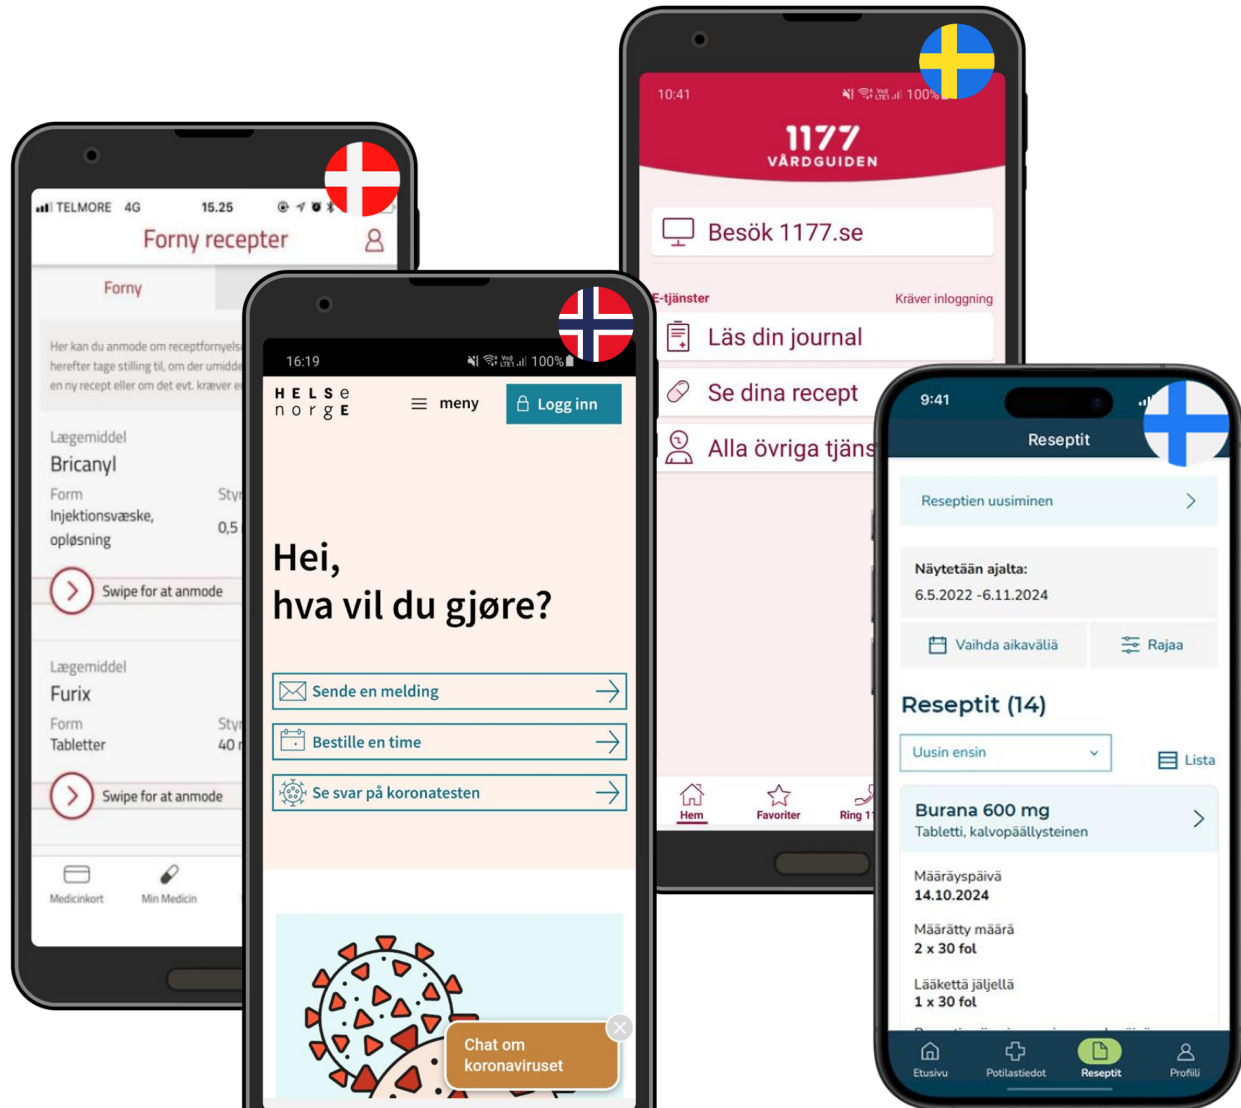 TELMORE 4G 15.25
Forny recepter
Forny
Her kan du anmode om
herefter tage stilling til, om der
en ny recept eller om det evt. kræver
Lægemiddel
Bricanyl
Form
Injektionsvæske,
opløsning
0,5
Swipe for at anmode
Lægemiddel
Furix
Form
Tabletter
40
Swipe for at anmode
Medicinkort Min Medicin
16:19 100%
HELSe
norgE
meny
Logg inn
Hei,
hva vil du gjøre?
Sende en melding
Bestille en time
Se svar på koronatesten
Chat om
koronaviruset
10:41 100%
1177
VÅRDGUIDEN
Besök 1177.se
E-tjänster Kräver inloggning
Läs din journal
Se dina recept
Alla övriga
Hem Favoriter Ring
9:41
Reseptit
Reseptien uusiminen
Näytetään ajalta:
6.5.2022 -6.11.2024
Vaihda aikaväliä Rajaa
Reseptit (14)
Uusin ensin Lista
Burana 600 mg
Tabletti, kalvopäällysteinen
Määräyspäivä
14.10.2024
Määrätty määrä
2 x 30 fol
Lääkettä jäljellä
1 x 30 fol
Etusivu Potilastiedot Reseptit Profiili